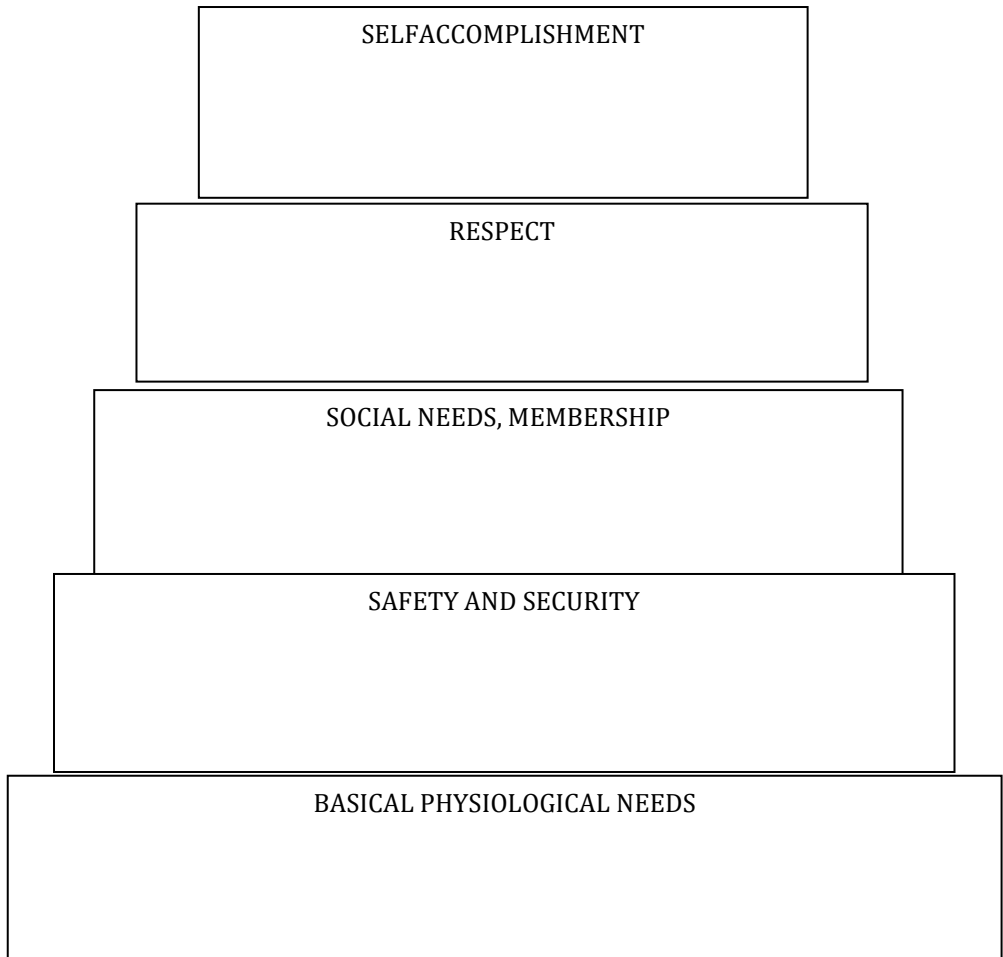 SELFACCOMPLISHMENT
RESPECT
SOCIAL NEEDS, MEMBERSHIP
SAFETY AND SECURITY
BASICAL PHYSIOLOGICAL NEEDS